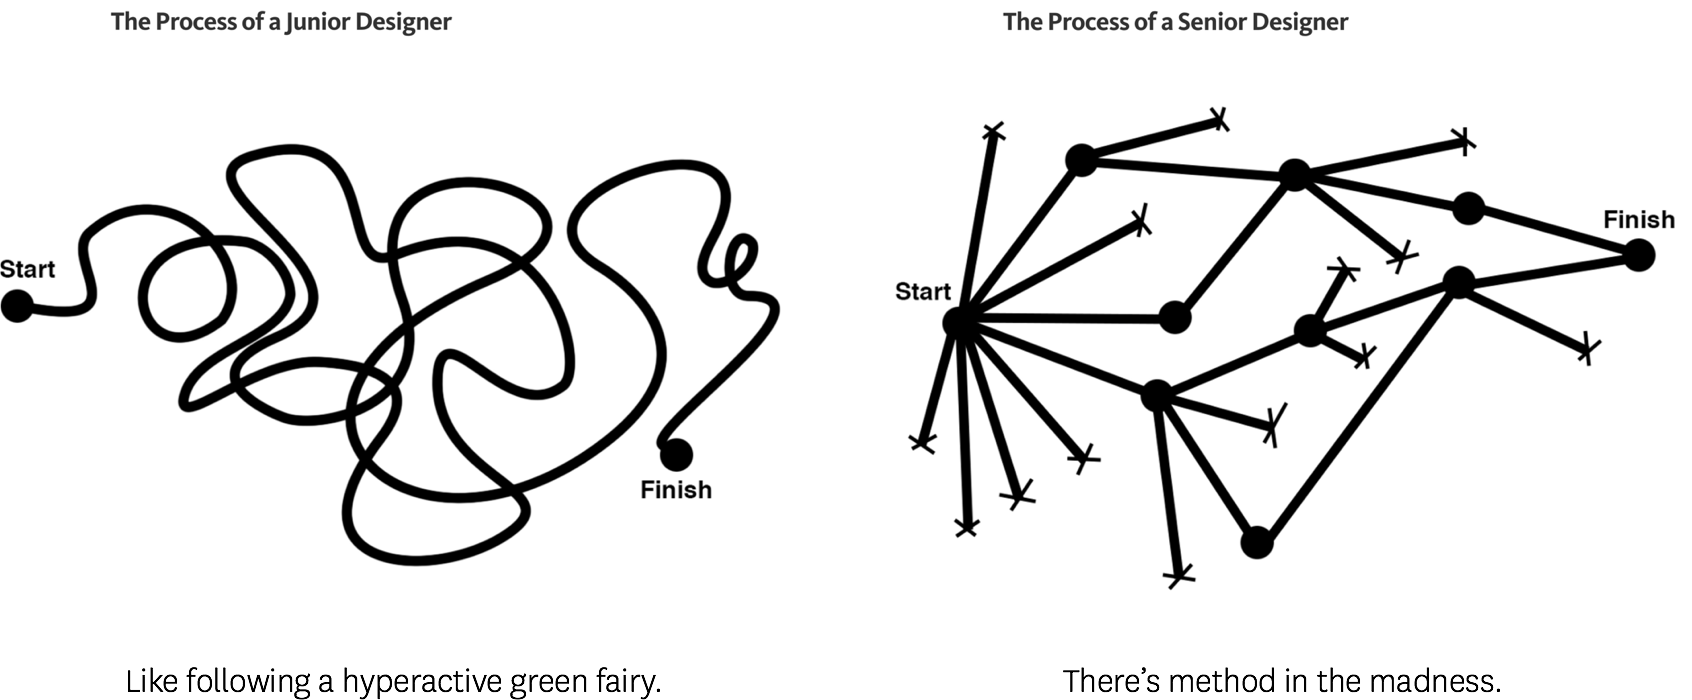 The Process of a Junior Designer
The Process of a Senior Designer
Start
Finish
Start
Finish
Like following a hyperactive green fairy.
There's method in the madness.